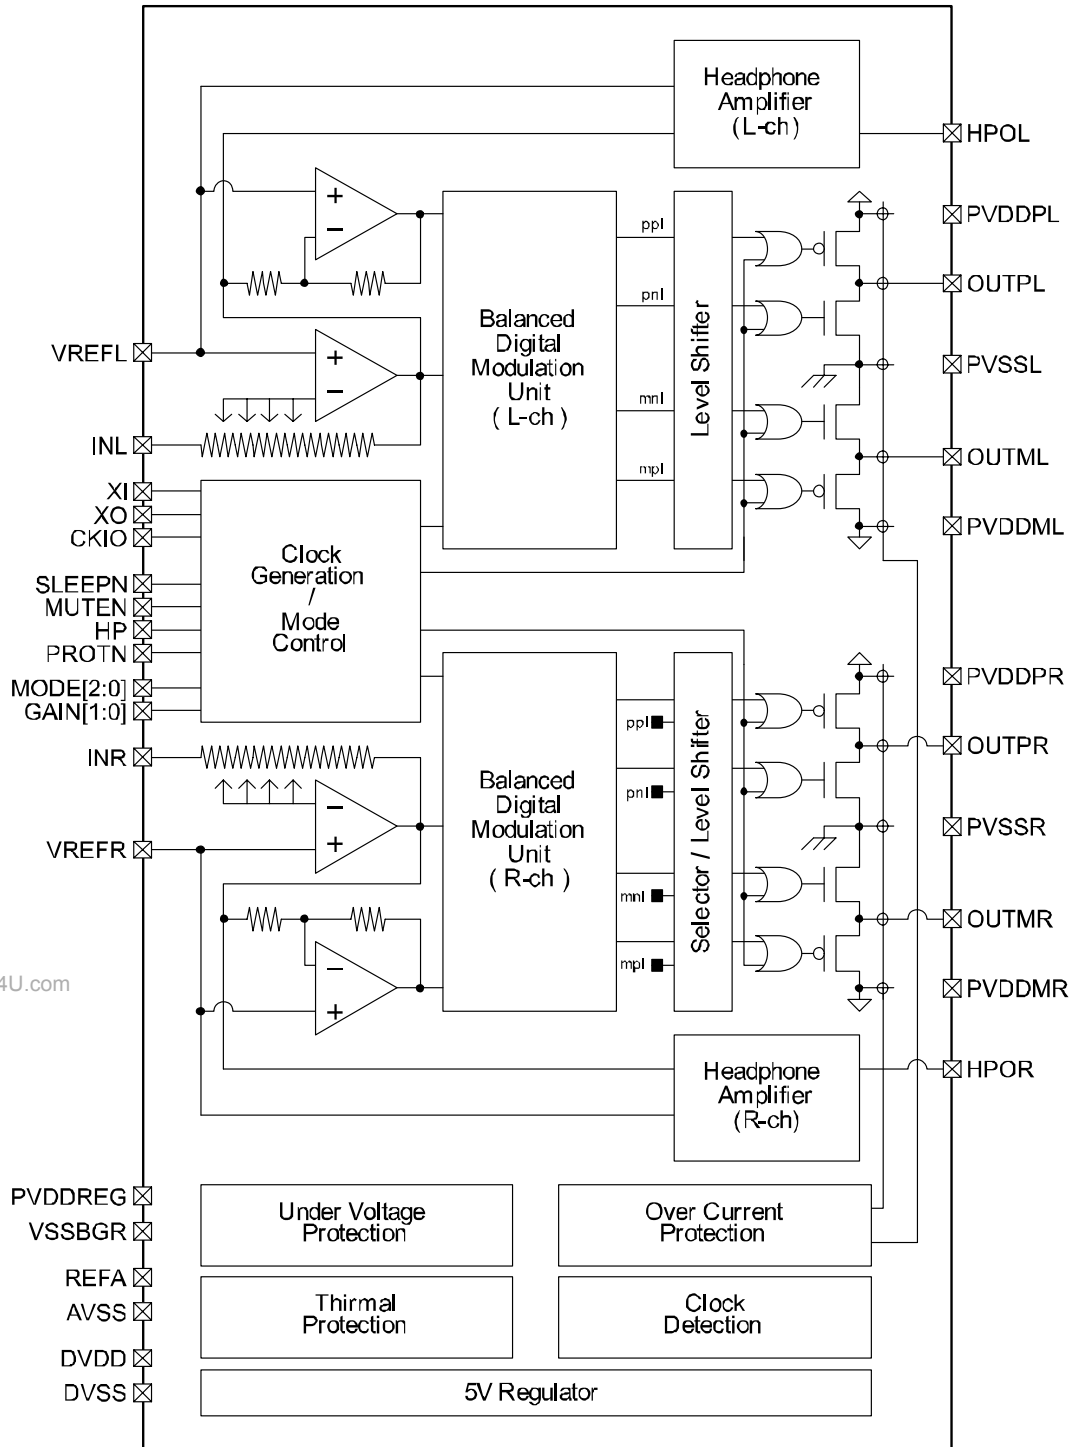 Headphone
Amplifier
(L-ch)
HPOL
+
−
PVDDPL
ppl
OUTPL
pnl
Balanced
Digital
Modulation
Unit
( L-ch )
Level Shifter
VREFL
+
−
PVSSL
mnl
INL
OUTML
mpl
XI
XO
CKIO
PVDDML
Clock
Generation
/
Mode
Control
SLEEPN
MUTEN
HP
PROTN
MODE[2:0]
GAIN[1:0]
PVDDPR
ppl
INR
OUTPR
Balanced
Digital
Modulation
Unit
( R-ch )
Selector / Level Shifter
pnl
−
+
VREFR
PVSSR
mnl
OUTMR
mpl
−
+
4U.com
PVDDMR
Headphone
Amplifier
(R-ch)
HPOR
PVDDREG
VSSBGR
Under Voltage
Protection
Over Current
Protection
REFA
AVSS
Thirmal
Protection
Clock
Detection
DVDD
DVSS
5V Regulator